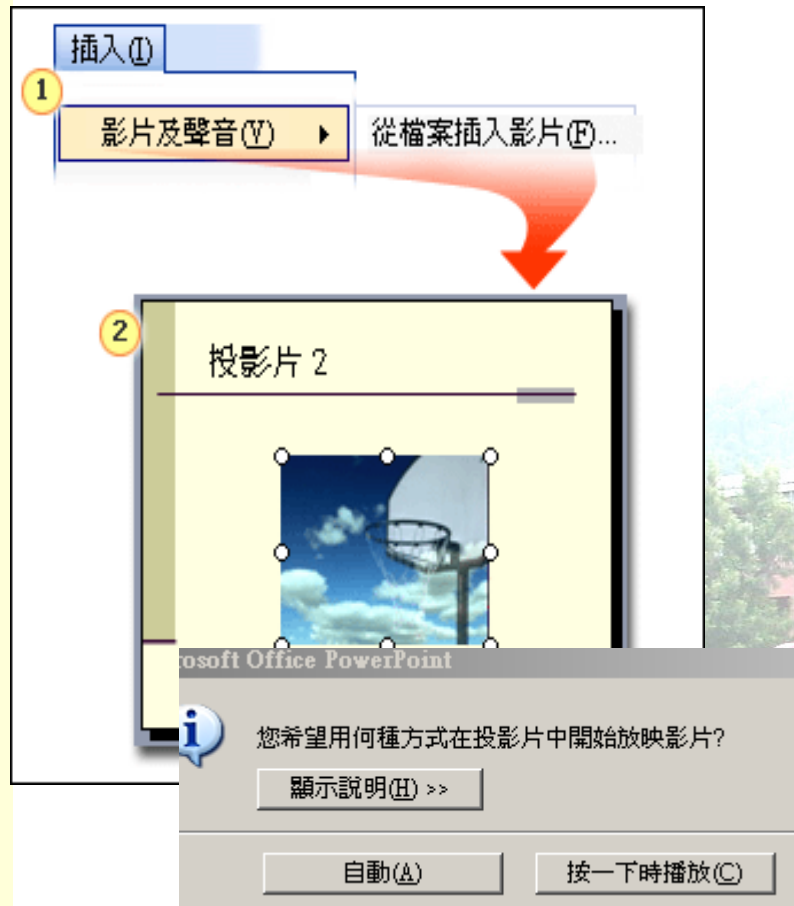 插入(I)
1
影片及聲音(V)
從檔案插入影片(F)...
2
投影片 2
rosoft Office PowerPoint
您希望用何種方式在投影片中開始放映影片?
顯示說明(H) >>
自動(A)
按一下時播放(C)